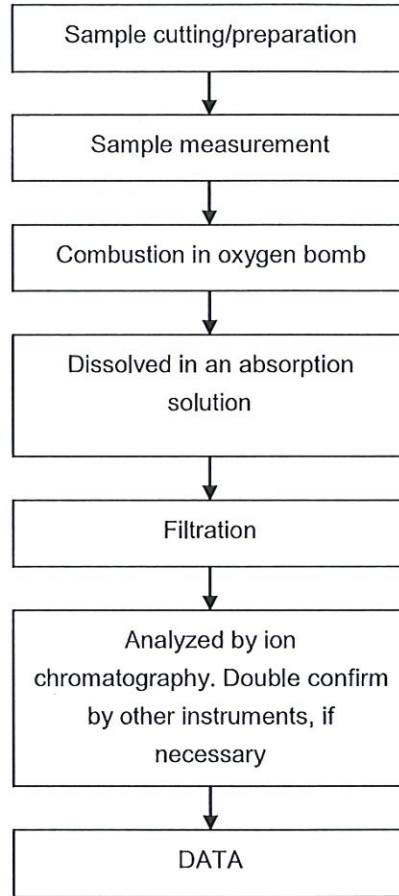 Sample cutting/preparation
Sample measurement
Combustion in oxygen bomb
Dissolved in an absorption
solution
Filtration
Analyzed by ion
chromatography. Double confirm
by other instruments, if
necessary
DATA